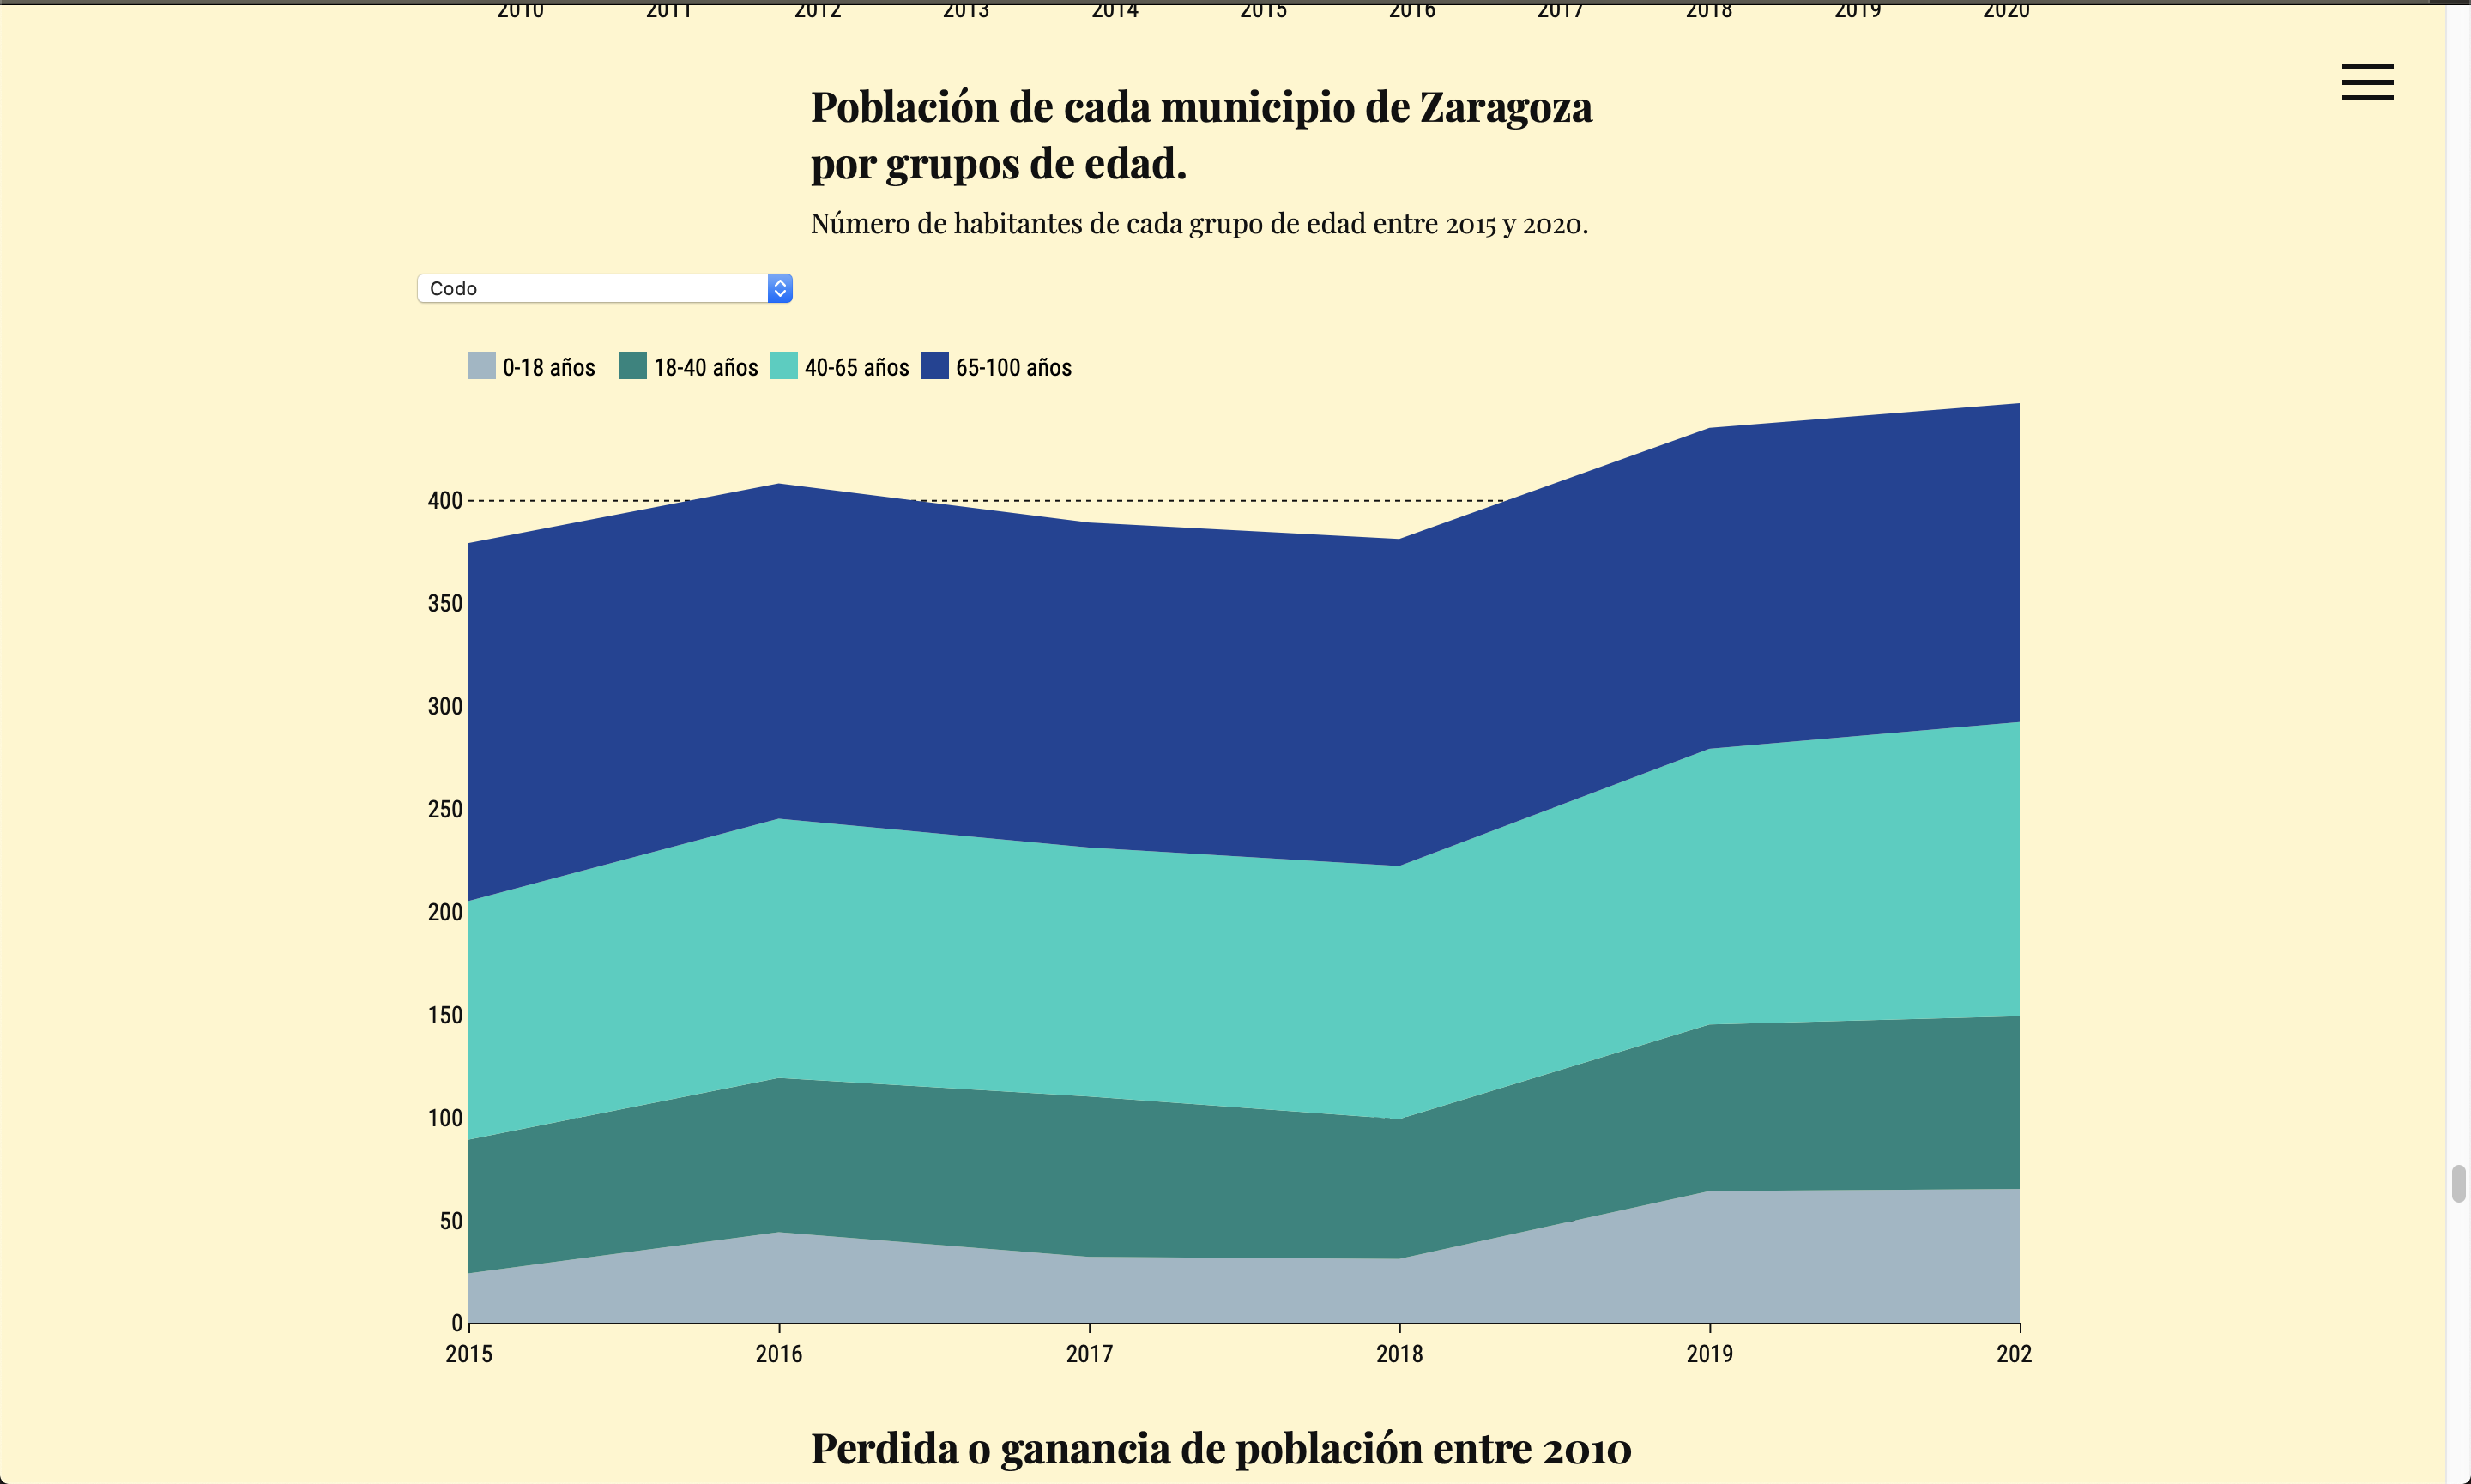 2010 2011 2012 2013 2014 2015 2016 2017 2018 2019 2020
Población de cada municipio de Zaragoza
por grupos de edad.
Número de habitantes de cada grupo de edad entre 2015 y 2020.
Codo
0-18 años 18-40 años 40-65 años 65-100 años
400
350
300
250
200
150
100
50
0
2015 2016 2017 2018 2019 202
Perdida o ganancia de población entre 2010